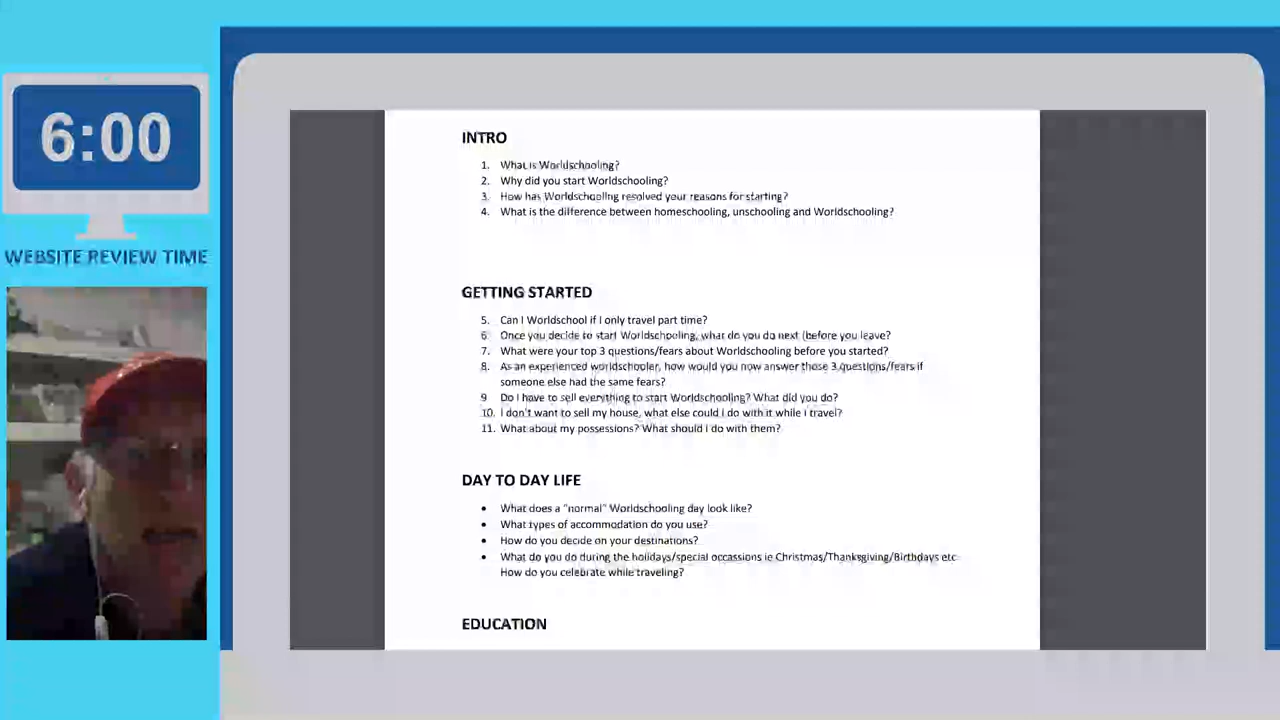 6:00
WEBSITE REVIEW TIME
INTRO
1. What is Worldschooling?
2. Why did you start Worldschooling?
3. How has Worldschooling resolved your reasons for starting?
4. What is the difference between homeschooling, unschooling and Worldschooling?
GETTING STARTED
5. Can I Worldschool if I only travel part time?
6. Once you decide to start Worldschooling, what do you do next (before you leave?
7. What were your top 3 questions/fears about Worldschooling before you started?
8. As an experienced worldschooler, how would you now answer those 3 questions/fears if
someone else had the same fears?
9. Do I have to sell everything to start Worldschooling? What did you do?
10. I don't want to sell my house, what else could I do with it while I travel?
11. What about my possessions? What should I do with them?
DAY TO DAY LIFE
• What does a "normal" Worldschooling day look like?
• What types of accommodation do you use?
• How do you decide on your destinations?
• What do you do during the holidays/special occassions ie Christmas/Thanksgiving/Birthdays etc
How do you celebrate while traveling?
EDUCATION